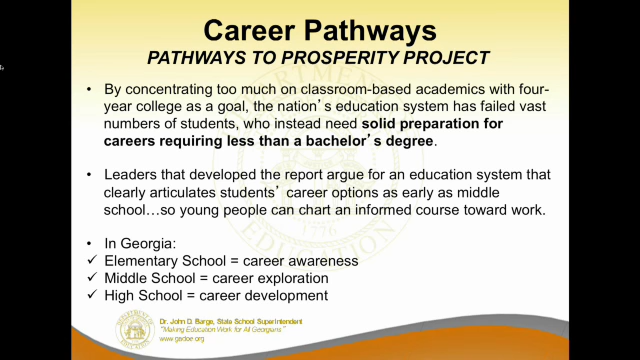 Career Pathways
PATHWAYS TO PROSPERITY PROJECT
• By concentrating too much on classroom-based academics with four-
year college as a goal, the nation's education system has failed vast
numbers of students, who instead need solid preparation for
careers requiring less than a bachelor's degree.
• Leaders that developed the report argue for an education system that
clearly articulates students' career options as early as middle
school…so young people can chart an informed course toward work.
• In Georgia:
✓ Elementary School = career awareness
✓ Middle School = career exploration
✓ High School = career development
DEPARTMENT
OF
EDUCATION
1776
Dr. John D. Barge, State School Superintendent
"Making Education Work for All Georgians"
www.gadoe.org